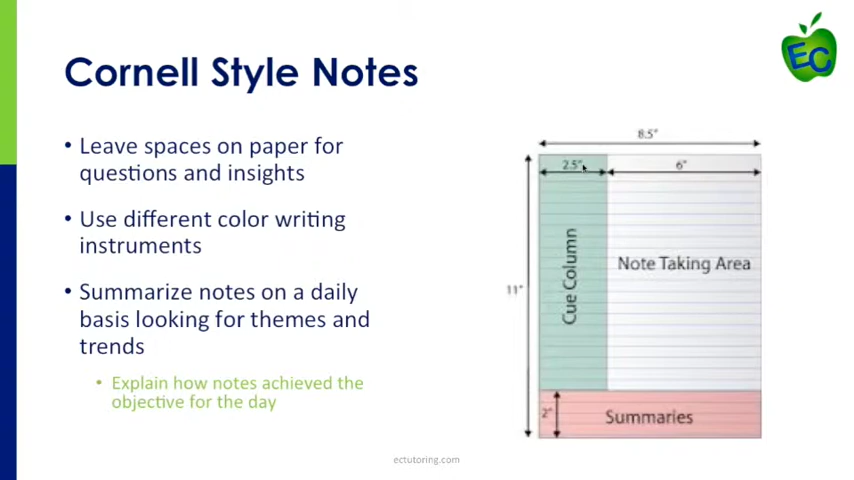 EC
Cornell Style Notes
• Leave spaces on paper for
questions and insights
• Use different color writing
instruments
• Summarize notes on a daily
basis looking for themes and
trends
• Explain how notes achieved the
objective for the day
8.5"
2.5"
6"
11"
Cue Column
Note Taking Area
2"
Summaries
ectutoring.com